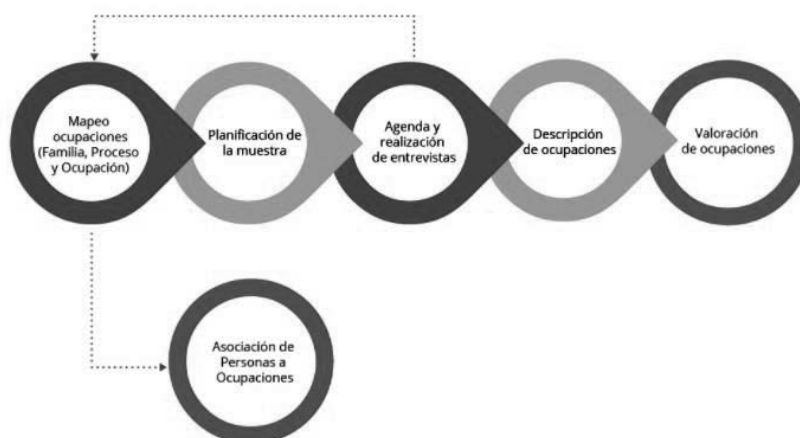 Mapeo
ocupaciones
(Familia, Proceso
y Ocupación)
Planificación de
la muestra
Agenda y
realización
de entrevistas
Descripción
de ocupaciones
Valoración
de ocupaciones
Asociación de
Personas a
Ocupaciones